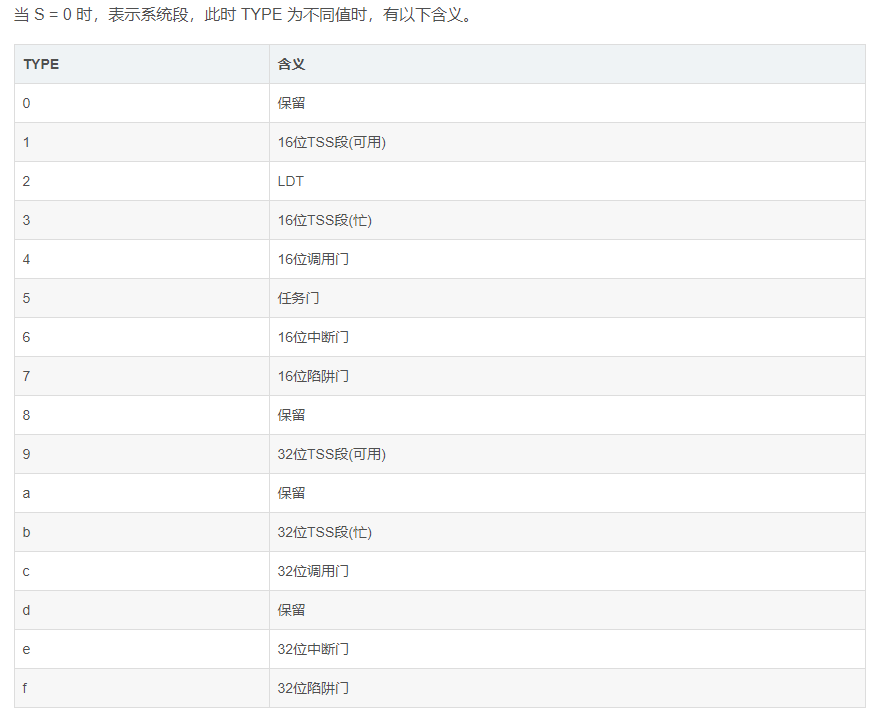 当 S = 0 时，表示系统段，此时 TYPE 为不同值时，有以下含义。
TYPE 含义
0 保留
1 16位TSS段(可用)
2 LDT
3 16位TSS段(忙)
4 16位调用门
5 任务门
6 16位中断门
7 16位陷阱门
8 保留
9 32位TSS段(可用)
a 保留
b 32位TSS段(忙)
c 32位调用门
d 保留
e 32位中断门
f 32位陷阱门